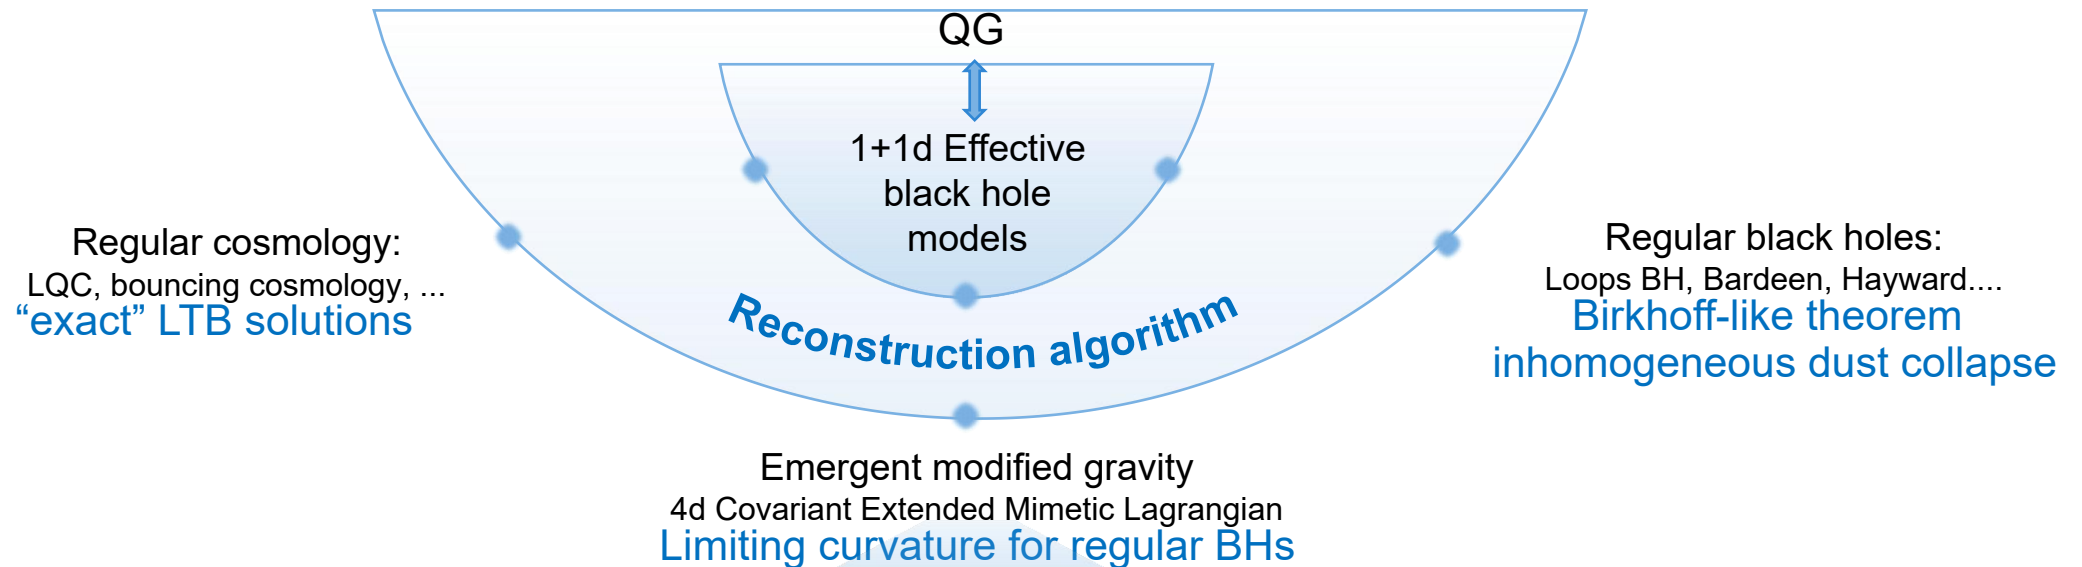 QG
1+1d Effective
black hole
models
Reconstruction algorithm
Regular cosmology:
LQC, bouncing cosmology, ...
“exact” LTB solutions
Regular black holes:
Loops BH, Bardeen, Hayward....
Birkhoff-like theorem
inhomogeneous dust collapse
Emergent modified gravity
4d Covariant Extended Mimetic Lagrangian
Limiting curvature for regular BHs